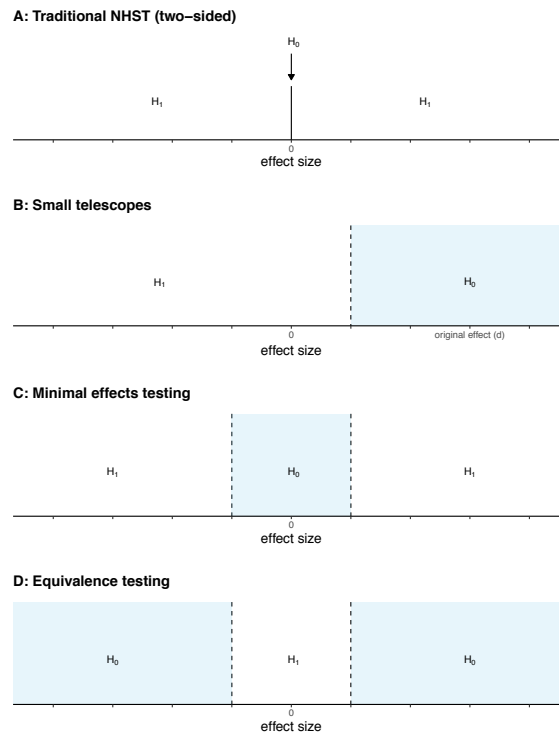 A: Traditional NHST (two−sided)
H₀
H₁ H₁
0
effect size
B: Small telescopes
H₁ H₀
0 original effect (d)
effect size
C: Minimal effects testing
H₁ H₀ H₁
0
effect size
D: Equivalence testing
H₀ H₁ H₀
0
effect size